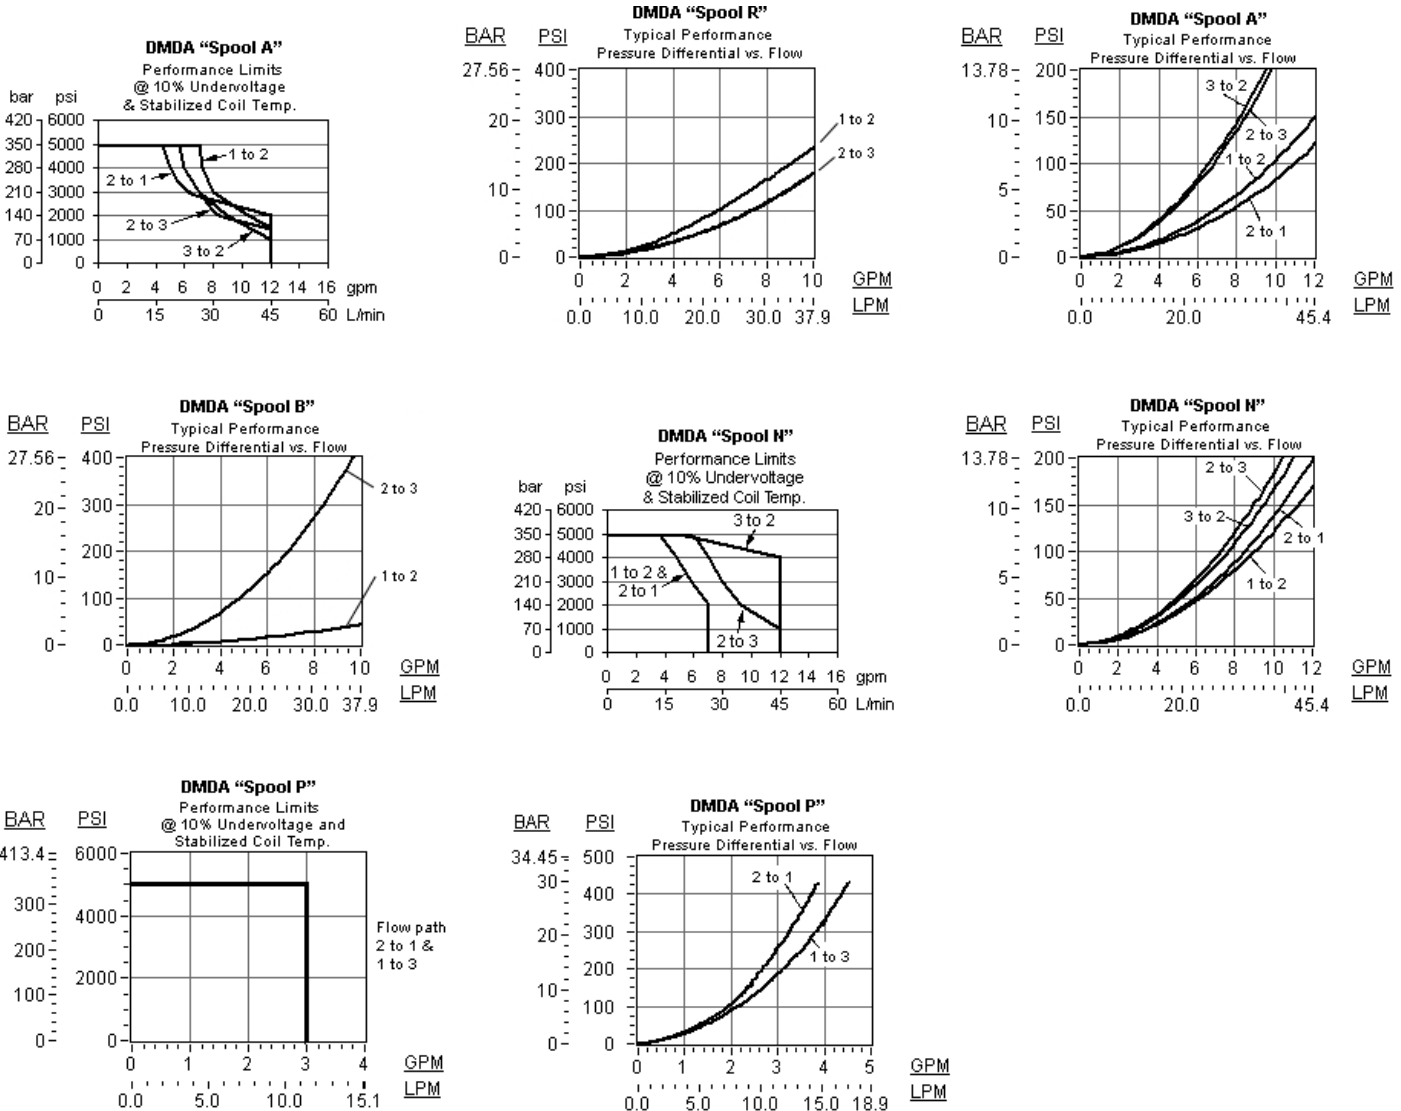 DMDA “Spool A”
Performance Limits
@ 10% Undervoltage
& Stabilized Coil Temp.
bar psi
420 6000
350 5000
280 4000
210 3000
140 2000
70 1000
0 0
1 to 2
2 to 1
2 to 3
3 to 2
0 2 4 6 8 10 12 14 16 gpm
0 15 30 45 60 L/min
DMDA “Spool R”
Typical Performance
Pressure Differential vs. Flow
BAR PSI
27.56 400
300
20
200
10
100
0 0
1 to 2
2 to 3
0 2 4 6 8 10 GPM
0.0 10.0 20.0 30.0 37.9 LPM
DMDA “Spool A”
Typical Performance
Pressure Differential vs. Flow
BAR PSI
13.78 200
150
10
100
5
50
0 0
3 to 2
2 to 3
1 to 2
2 to 1
0 2 4 6 8 10 12 GPM
0.0 20.0 45.4 LPM
DMDA “Spool B”
Typical Performance
Pressure Differential vs. Flow
BAR PSI
27.56 400
300
20
200
10
100
0 0
2 to 3
1 to 2
0 2 4 6 8 10 GPM
0.0 10.0 20.0 30.0 37.9 LPM
DMDA “Spool N”
Performance Limits
@ 10% Undervoltage
& Stabilized Coil Temp.
bar psi
420 6000
350 5000
280 4000
210 3000
140 2000
70 1000
0 0
3 to 2
1 to 2 &
2 to 1
2 to 3
0 2 4 6 8 10 12 14 16 gpm
0 15 30 45 60 L/min
DMDA “Spool N”
Typical Performance
Pressure Differential vs. Flow
BAR PSI
13.78 200
150
10
100
5
50
0 0
2 to 3
3 to 2
2 to 1
1 to 2
0 2 4 6 8 10 12 GPM
0.0 20.0 45.4 LPM
DMDA “Spool P”
Performance Limits
@ 10% Undervoltage and
Stabilized Coil Temp.
BAR PSI
413.4 6000
300
4000
200
2000
100
0 0
Flow path
2 to 1 &
1 to 3
0 1 2 3 4 GPM
0.0 5.0 10.0 15.1 LPM
DMDA “Spool P”
Typical Performance
Pressure Differential vs. Flow
BAR PSI
34.45 500
30
400
300
20
200
10
100
0 0
2 to 1
1 to 3
0 1 2 3 4 5 GPM
0.0 5.0 10.0 15.0 18.9 LPM